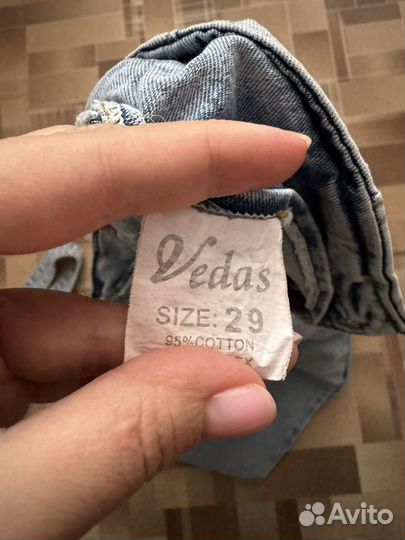 Vedas
SIZE: 29
95% COTTON
Avito